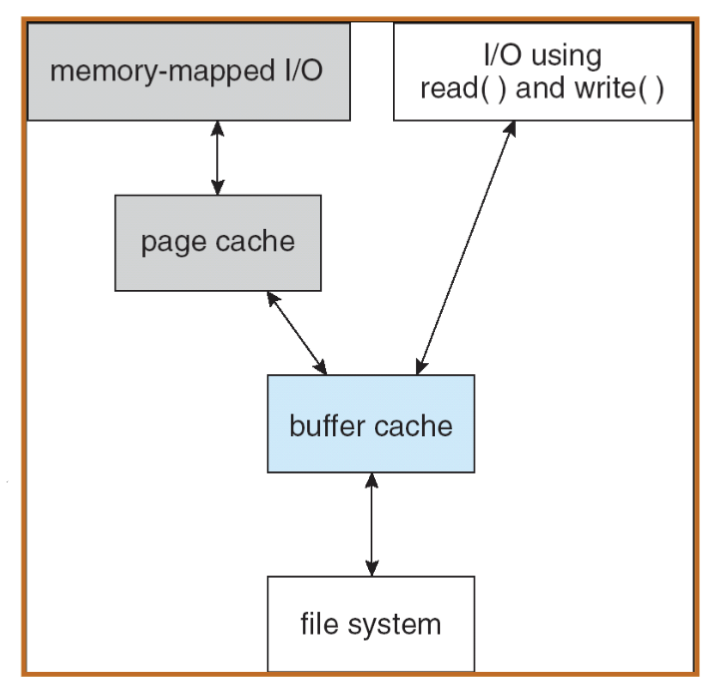 memory-mapped I/O
I/O using
read( ) and write( )
page cache
buffer cache
file system